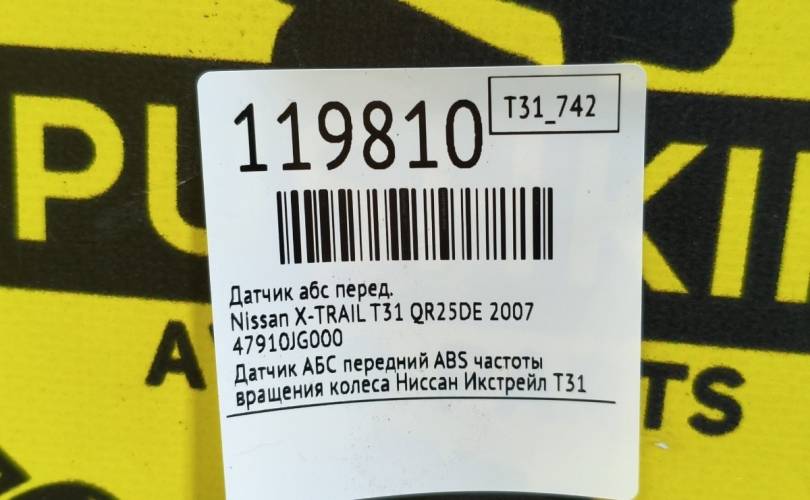 119810
T31_742
Датчик абс перед.
Nissan X-TRAIL T31 QR25DE 2007
47910JG000
Датчик АБС передний ABS частоты
вращения колеса Ниссан Икстрейл Т31